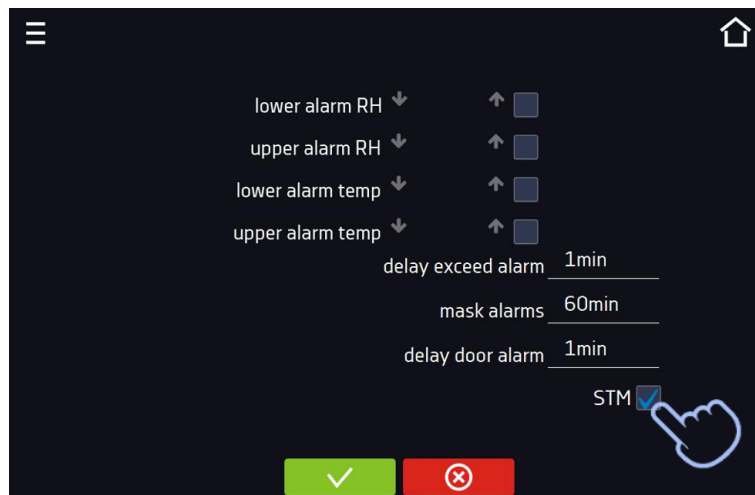 lower alarm RH
upper alarm RH
lower alarm temp
upper alarm temp
delay exceed alarm 1min
mask alarms 60min
delay door alarm 1min
STM